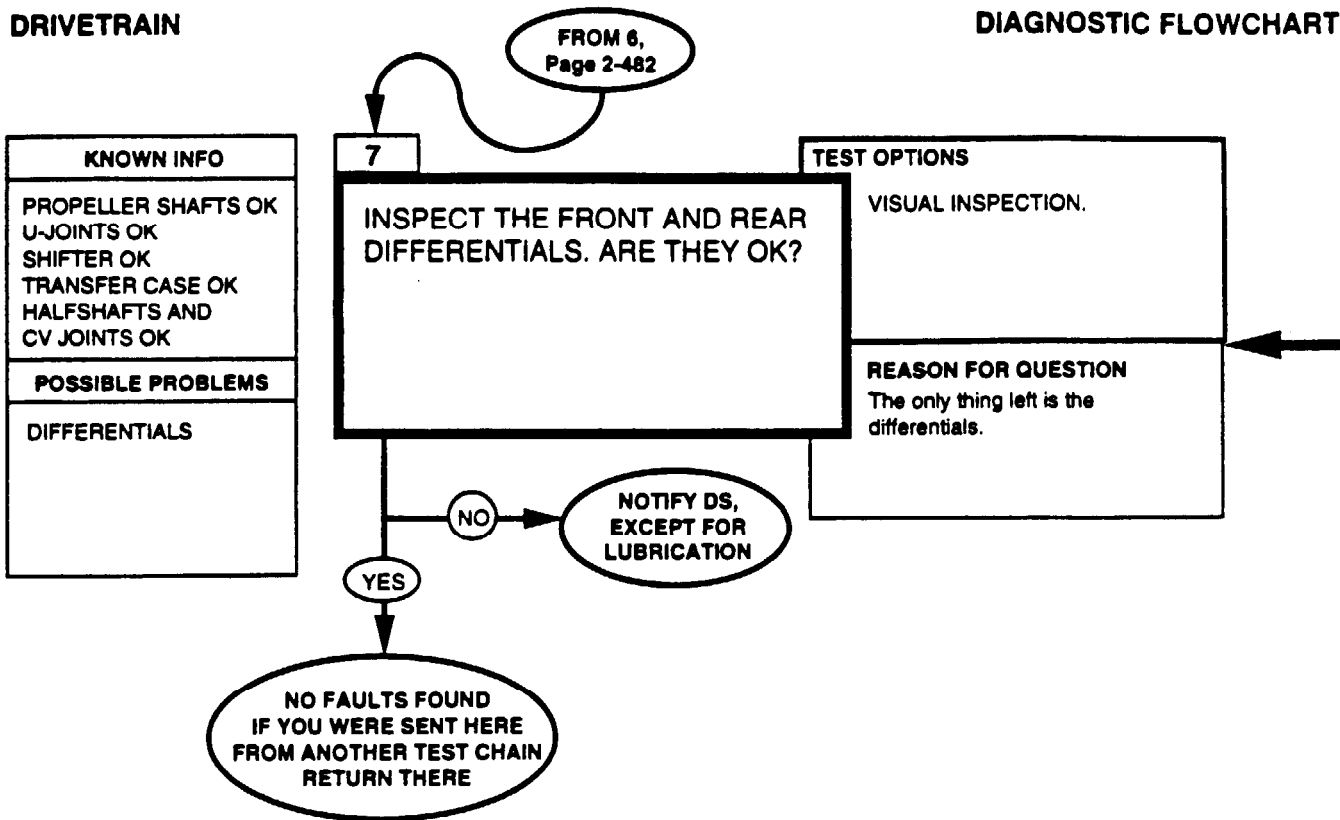 DRIVETRAIN
DIAGNOSTIC FLOWCHART
FROM 6,
Page 2-482
KNOWN INFO
PROPELLER SHAFTS OK
U-JOINTS OK
SHIFTER OK
TRANSFER CASE OK
HALFSHAFTS AND
CV JOINTS OK
POSSIBLE PROBLEMS
DIFFERENTIALS
7
INSPECT THE FRONT AND REAR
DIFFERENTIALS. ARE THEY OK?
TEST OPTIONS
VISUAL INSPECTION.
REASON FOR QUESTION
The only thing left is the
differentials.
NO
NOTIFY DS,
EXCEPT FOR
LUBRICATION
YES
NO FAULTS FOUND
IF YOU WERE SENT HERE
FROM ANOTHER TEST CHAIN
RETURN THERE